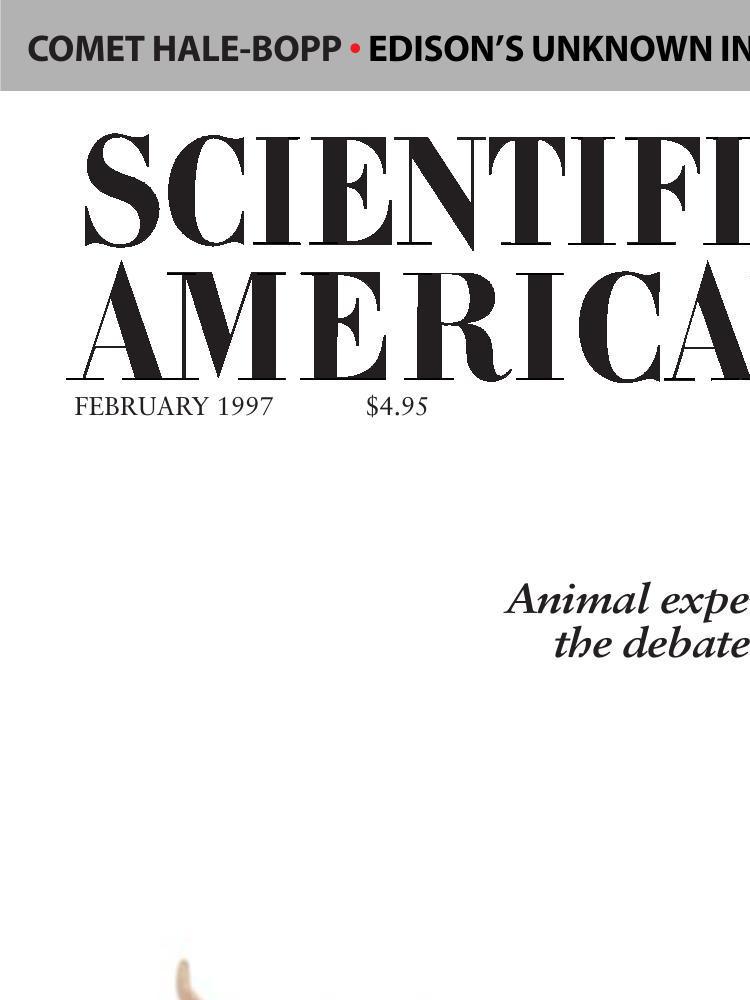 COMET HALE-BOPP • EDISON’S UNKNOWN IN
SCIENTIFI
AMERICA
FEBRUARY 1997 $4.95
Animal expe
the debate